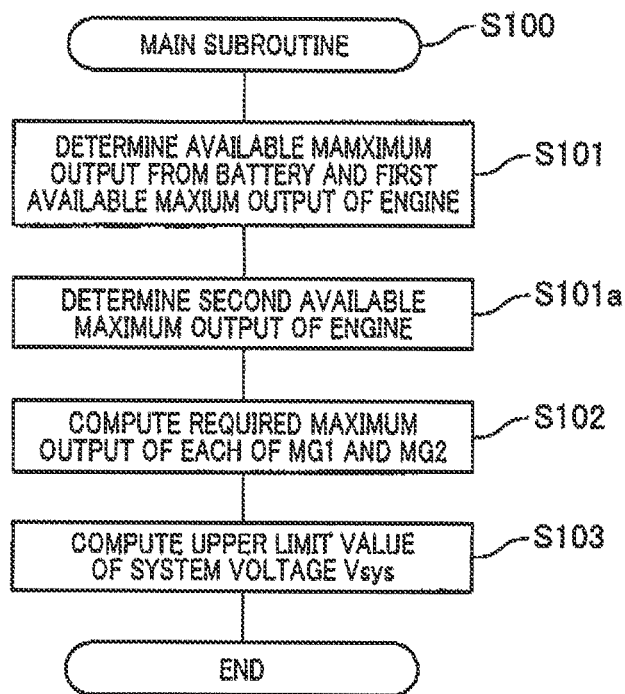 MAIN SUBROUTINE
S100
DETERMINE AVAILABLE MAMXIMUM
OUTPUT FROM BATTERY AND FIRST
AVAILABLE MAXIUM OUTPUT OF ENGINE
S101
DETERMINE SECOND AVAILABLE
MAXIMUM OUTPUT OF ENGINE
S101a
COMPUTE REQUIRED MAXIMUM
OUTPUT OF EACH OF MG1 AND MG2
S102
COMPUTE UPPER LIMIT VALUE
OF SYSTEM VOLTAGE Vsys
S103
END